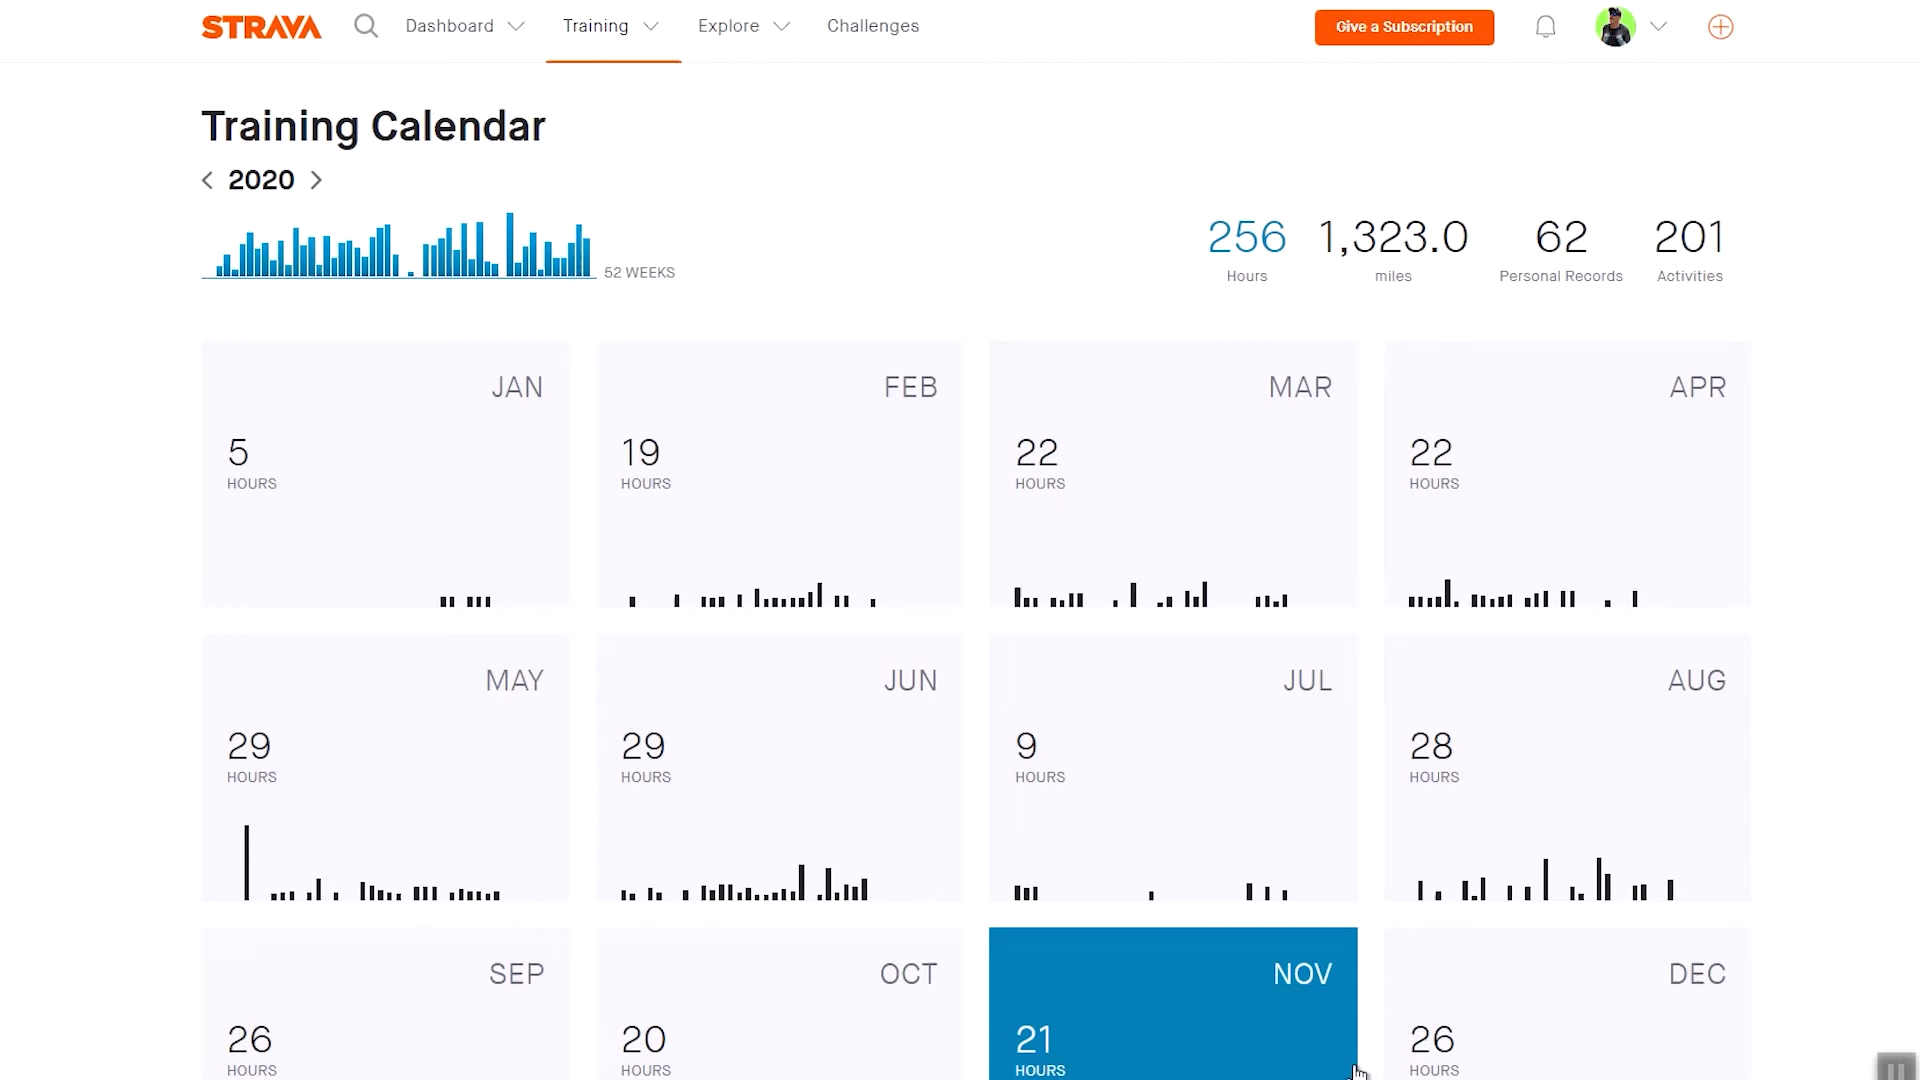 STRAVA Dashboard Training Explore Challenges Give a Subscription
Training Calendar
2020
52 WEEKS
256 1,323.0 62 201
Hours miles Personal Records Activities
JAN FEB MAR APR
5 19 22 22
HOURS HOURS HOURS HOURS
MAY JUN JUL AUG
29 29 9 28
HOURS HOURS HOURS HOURS
SEP OCT NOV DEC
26 20 21 26
HOURS HOURS HOURS HOURS